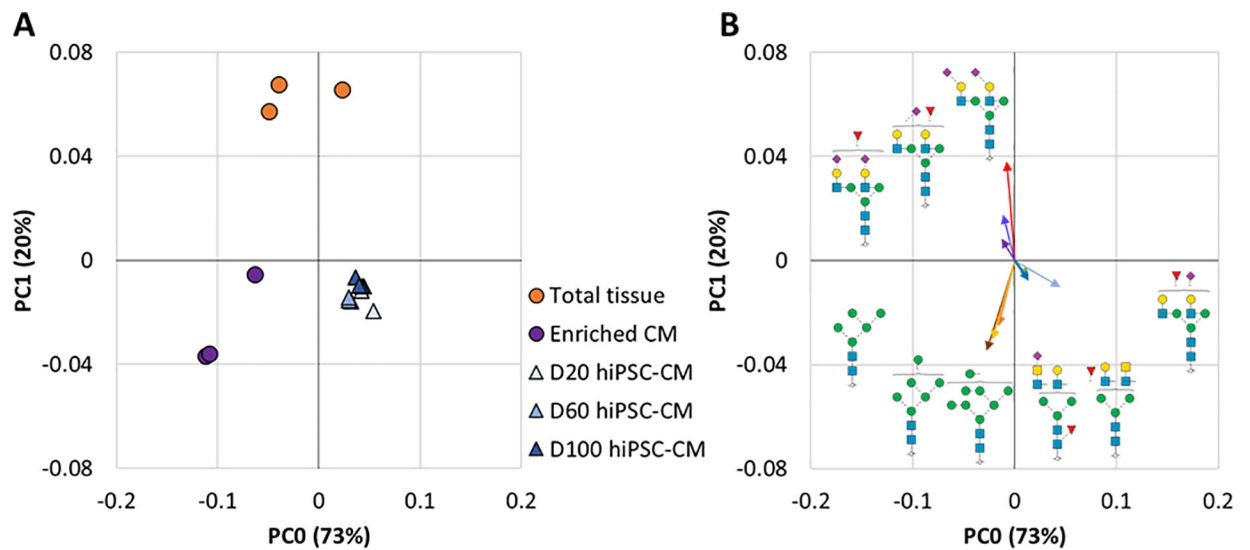 A
0.08
0.04
0
-0.04
-0.08
-0.2
-0.1
0
0.1
0.2
PC1 (20%)
PC0 (73%)
Total tissue
Enriched CM
D20 hiPSC-CM
D60 hiPSC-CM
D100 hiPSC-CM
B
0.08
0.04
0
-0.04
-0.08
-0.2
-0.1
0
0.1
0.2
PC1 (20%)
PC0 (73%)